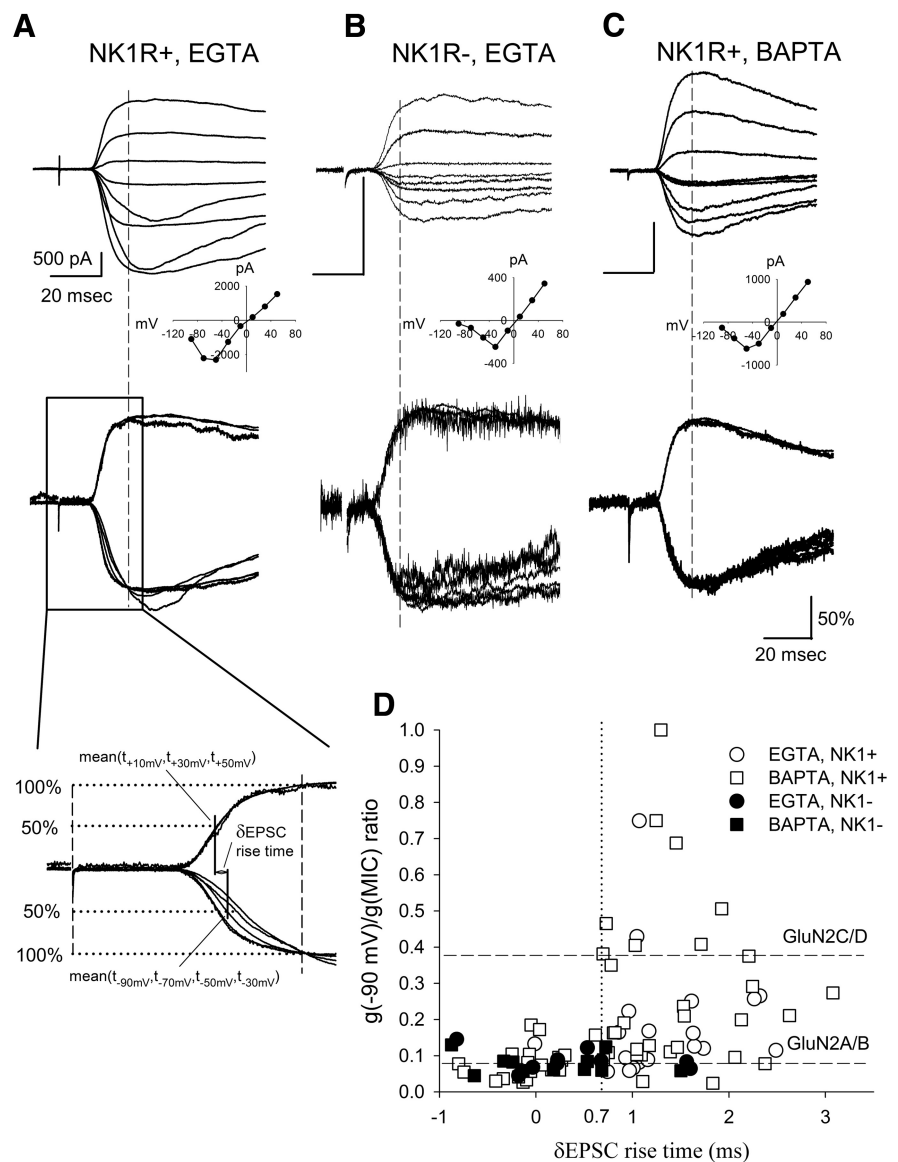 A
B
C
NK1R+, EGTA
NK1R-, EGTA
NK1R+, BAPTA
500 pA
20 msec
pA
2000
mV
-120 -80 -40 0 40 80
-2000
pA
400
mV
-120 -80 -40 0 40 80
-400
pA
1000
mV
-120 -80 -40 0 40 80
-1000
50%
20 msec
mean(t+10mV,t+30mV,t+50mV)
100%
50%
δEPSC
rise time
50%
100%
mean(t-90mV,t-70mV,t-50mV,t-30mV)
D
g(-90 mV)/g(MIC) ratio
1.0
0.9
0.8
0.7
0.6
0.5
0.4
0.3
0.2
0.1
0.0
EGTA, NK1+
BAPTA, NK1+
EGTA, NK1-
BAPTA, NK1-
GluN2C/D
GluN2A/B
-1 0 0.7 1 2 3
δEPSC rise time (ms)